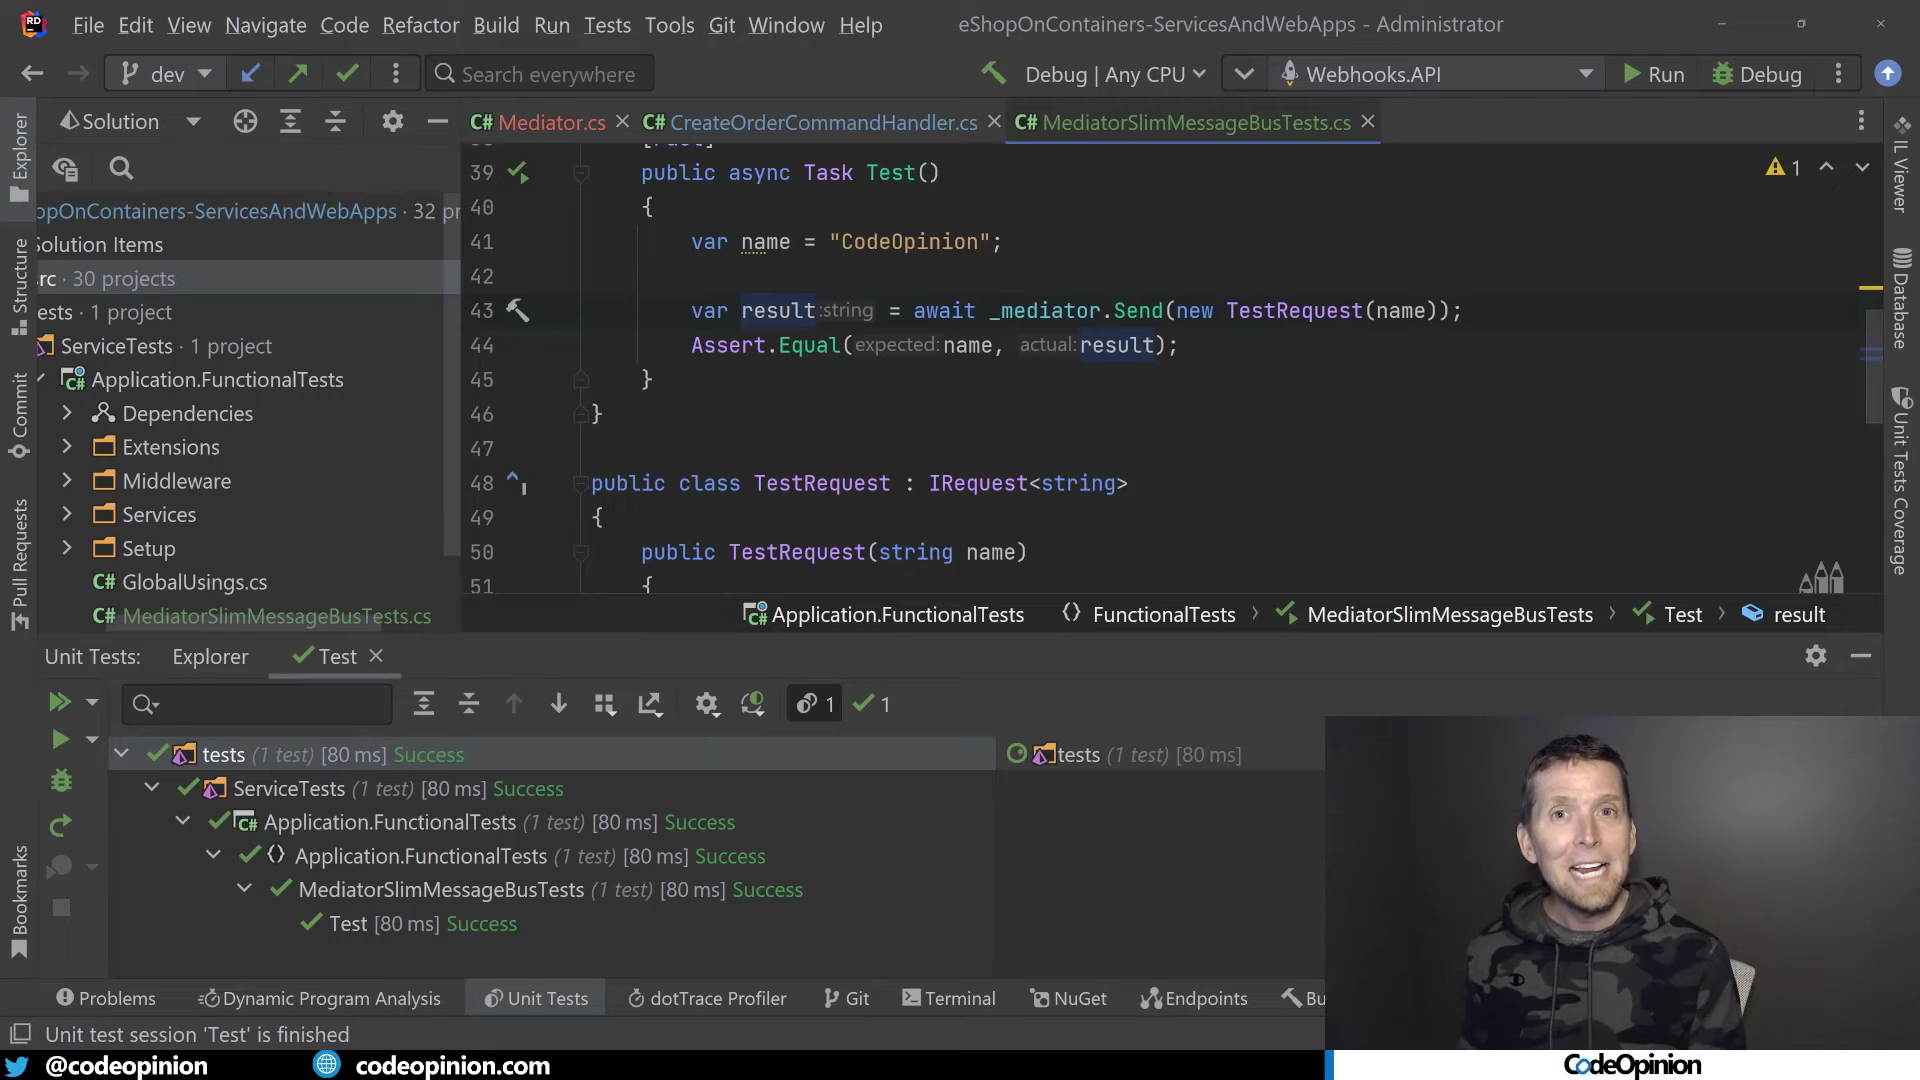 File Edit View Navigate Code Refactor Build Run Tests Tools Git Window Help eShopOnContainers-ServicesAndWebApps - Administrator
dev Search everywhere Debug | Any CPU Webhooks.API Run Debug
Explorer
Structure
Commit
Pull Requests
Bookmarks
Solution
opOnContainers-ServicesAndWebApps · 32 pr
Solution Items
rc · 30 projects
ests · 1 project
ServiceTests · 1 project
Application.FunctionalTests
Dependencies
Extensions
Middleware
Services
Setup
C# GlobalUsings.cs
C# MediatorSlimMessageBusTests.cs
C# Mediator.cs C# CreateOrderCommandHandler.cs C# MediatorSlimMessageBusTests.cs
1
39 public async Task Test()
40 {
41 var name = "CodeOpinion";
42
43 var result :string = await _mediator.Send(new TestRequest(name));
44 Assert.Equal(expected: name, actual: result);
45 }
46 }
47
48 public class TestRequest : IRequest<string>
49 {
50 public TestRequest(string name)
51 {
Application.FunctionalTests FunctionalTests MediatorSlimMessageBusTests Test result
IL Viewer
Database
Unit Tests Coverage
Unit Tests: Explorer Test
1 1
tests (1 test) [80 ms] Success
ServiceTests (1 test) [80 ms] Success
Application.FunctionalTests (1 test) [80 ms] Success
Application.FunctionalTests (1 test) [80 ms] Success
MediatorSlimMessageBusTests (1 test) [80 ms] Success
Test [80 ms] Success
tests (1 test) [80 ms]
Problems Dynamic Program Analysis Unit Tests dotTrace Profiler Git Terminal NuGet Endpoints Bu
Unit test session 'Test' is finished
@codeopinion codeopinion.com CodeOpinion